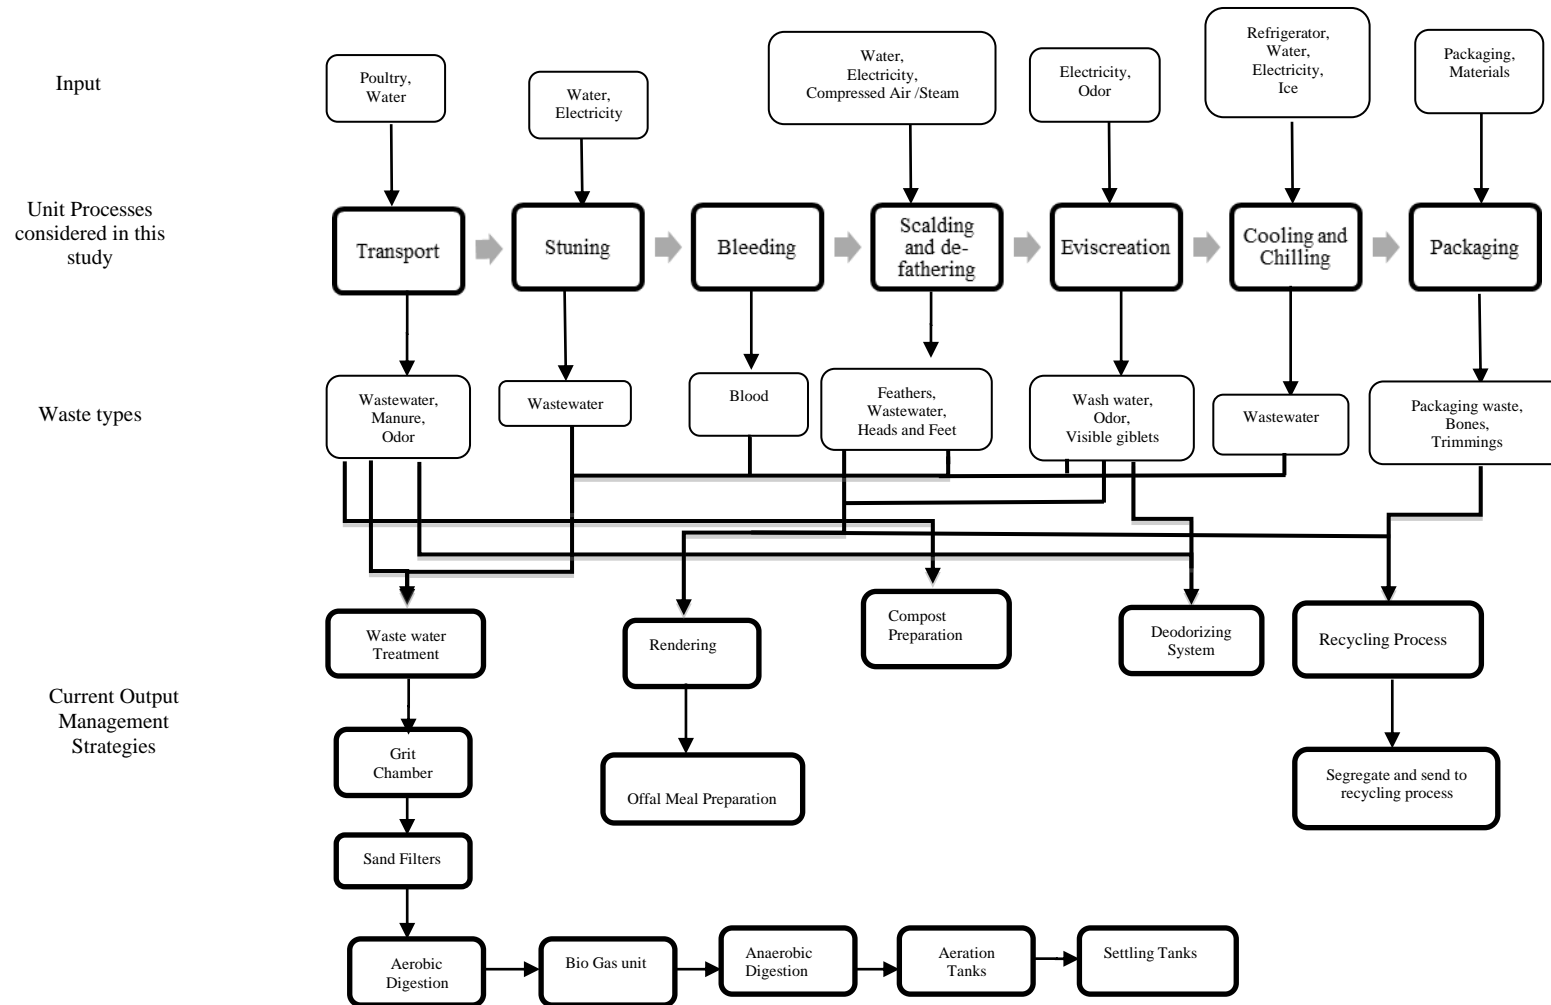 Input
Poultry,
Water
Water,
Electricity
Water,
Electricity,
Compressed Air /Steam
Electricity,
Odor
Refrigerator,
Water,
Electricity,
Ice
Packaging,
Materials
Unit Processes
considered in this
study
Transport
Stuning
Bleeding
Scalding
and de-
fathering
Eviscreation
Cooling and
Chilling
Packaging
Waste types
Wastewater,
Manure,
Odor
Wastewater
Blood
Feathers,
Wastewater,
Heads and Feet
Wash water,
Odor,
Visible giblets
Wastewater
Packaging waste,
Bones,
Trimmings
Current Output
Management
Strategies
Waste water
Treatment
Rendering
Compost
Preparation
Deodorizing
System
Recycling Process
Grit
Chamber
Offal Meal Preparation
Segregate and send to
recycling process
Sand Filters
Aerobic
Digestion
Bio Gas unit
Anaerobic
Digestion
Aeration
Tanks
Settling Tanks